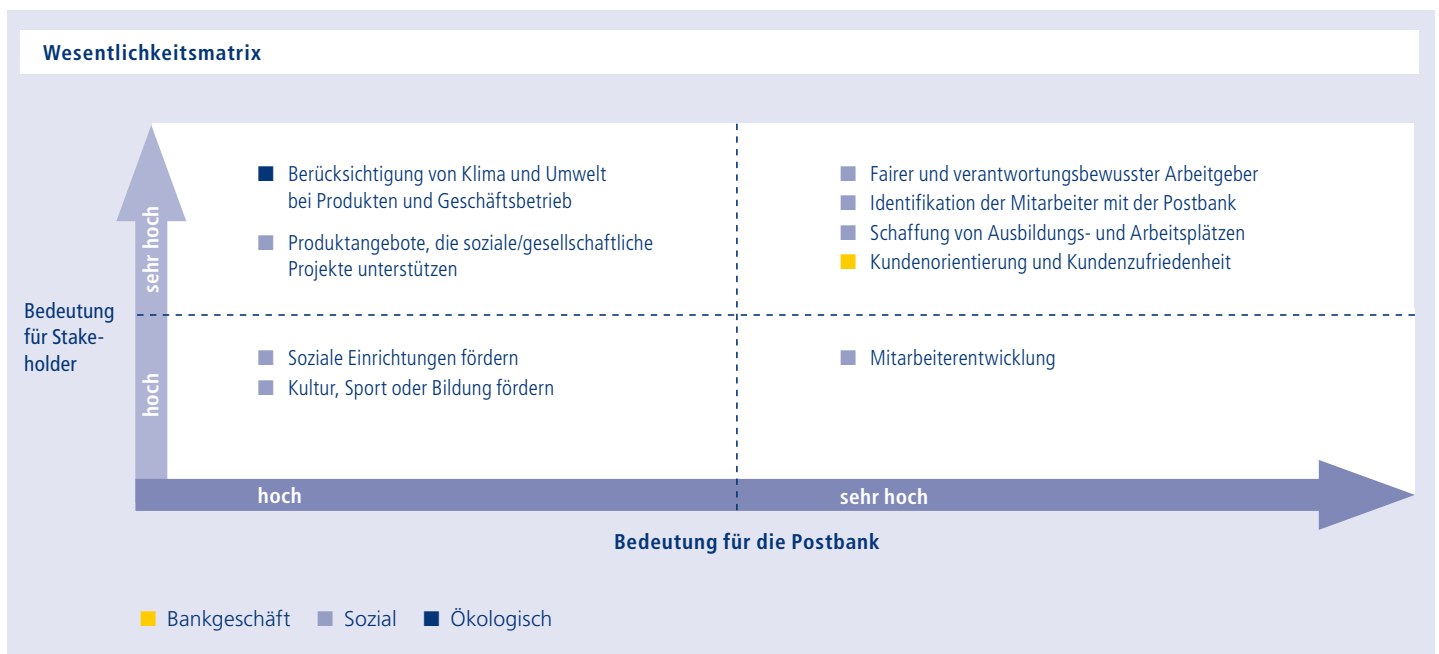 Wesentlichkeitsmatrix
Berücksichtigung von Klima und Umwelt
bei Produkten und Geschäftsbetrieb
Produktangebote, die soziale/gesellschaftliche
Projekte unterstützen
Fairer und verantwortungsbewusster Arbeitgeber
Identifikation der Mitarbeiter mit der Postbank
Schaffung von Ausbildungs- und Arbeitsplätzen
Kundenorientierung und Kundenzufriedenheit
sehr hoch
Bedeutung
für Stake-
holder
hoch
Soziale Einrichtungen fördern
Kultur, Sport oder Bildung fördern
Mitarbeiterentwicklung
hoch
sehr hoch
Bedeutung für die Postbank
Bankgeschäft
Sozial
Ökologisch